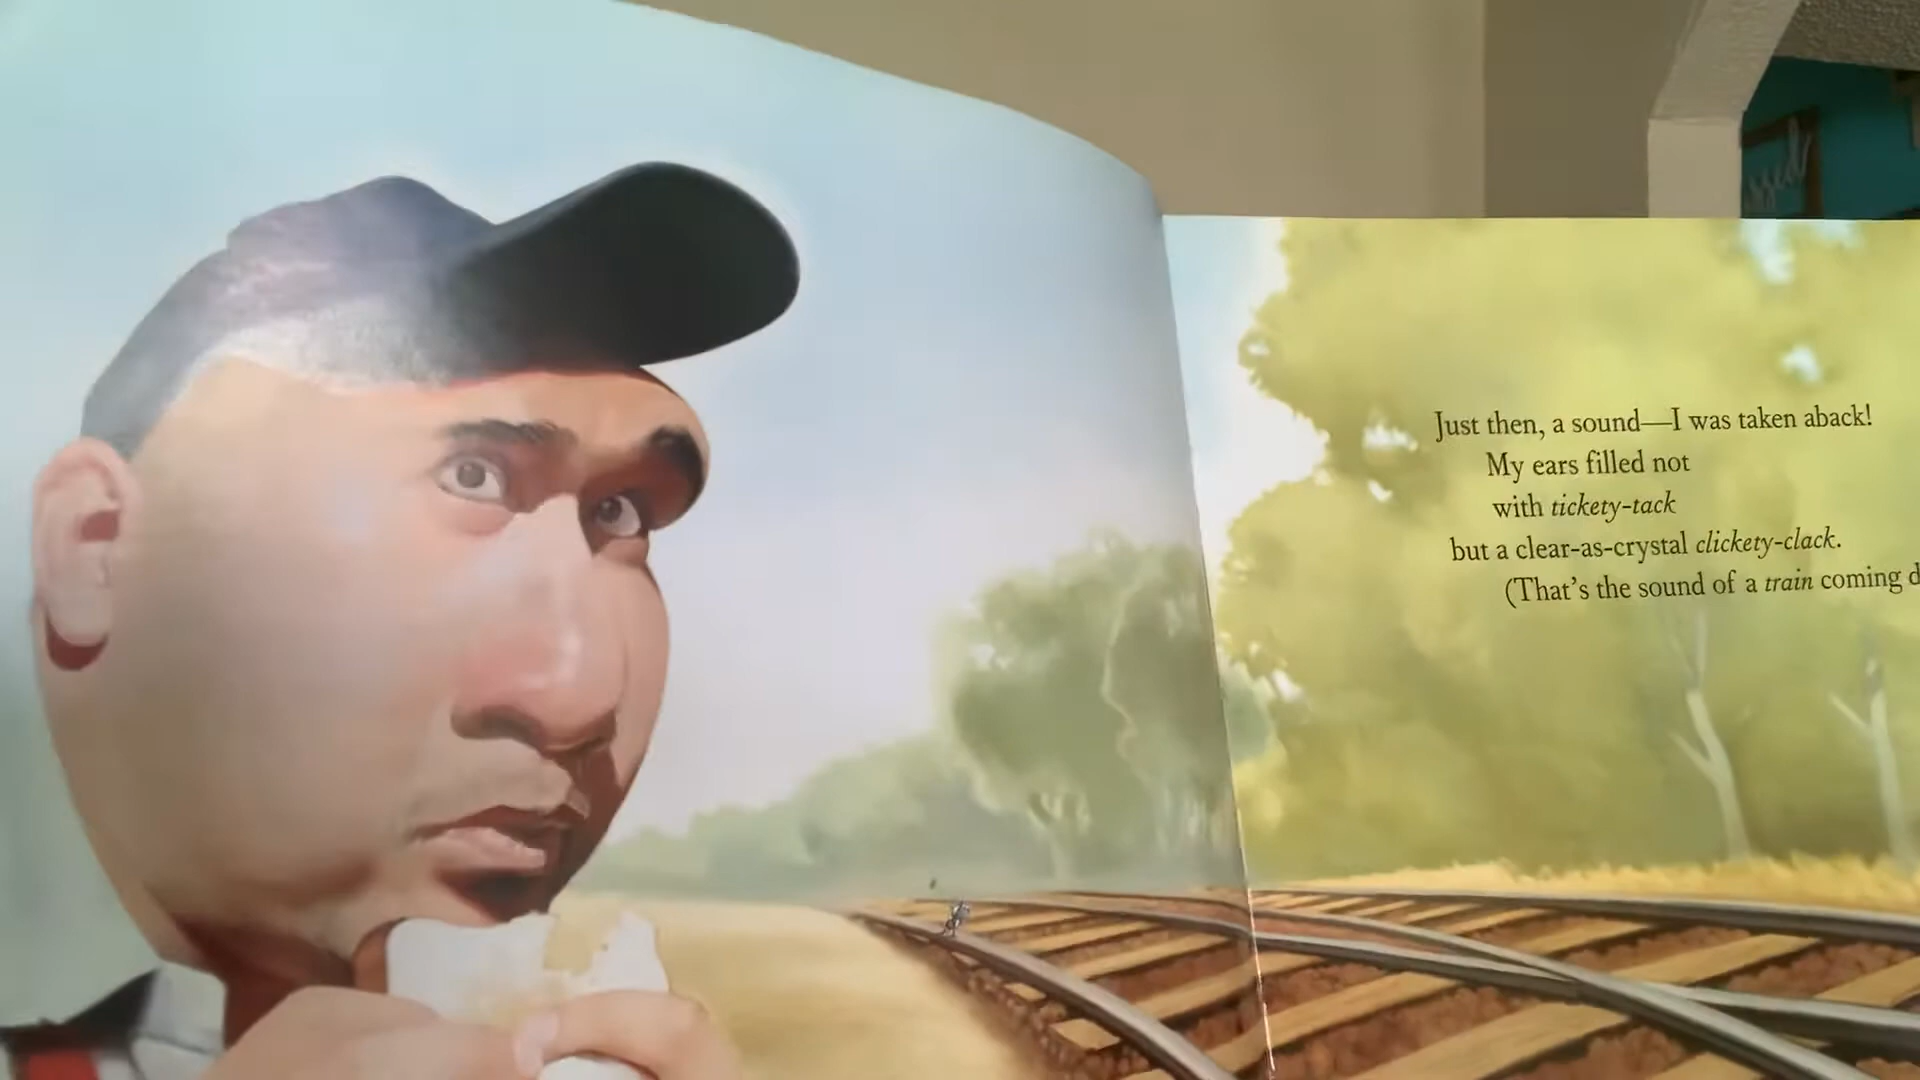 Just then, a sound—I was taken aback!
My ears filled not
with tickety-tack
but a clear-as-crystal clickety-clack.
(That's the sound of a train coming